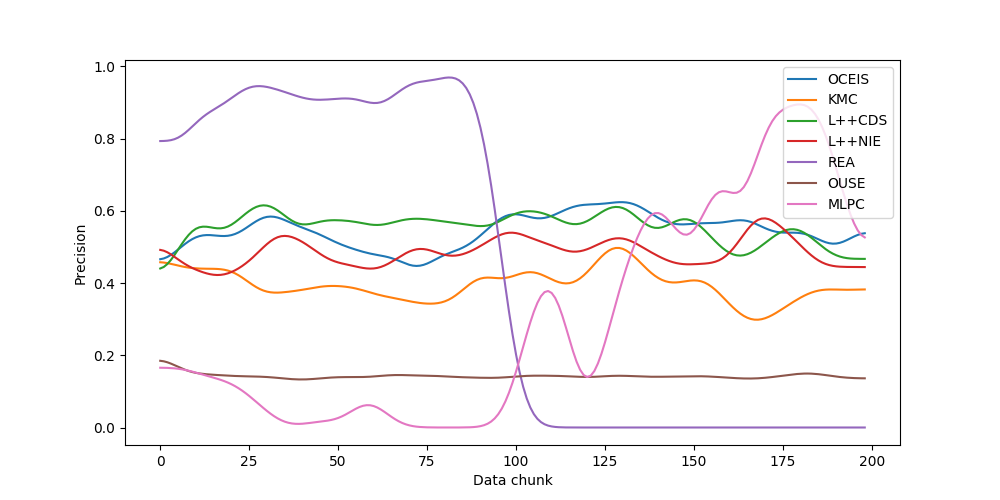 1.0
0.8
0.6
0.4
0.2
0.0
Precision
0
25
50
75
100
125
150
175
200
Data chunk
OCEIS
KMC
L++CDS
L++NIE
REA
OUSE
MLPC